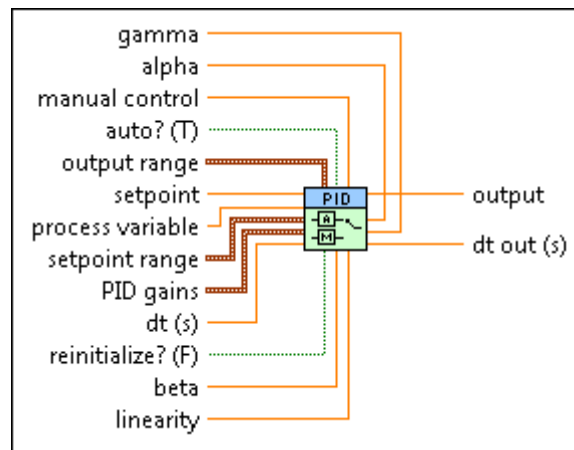 gamma
alpha
manual control
auto? (T)
output range
setpoint
process variable
setpoint range
PID gains
dt (s)
reinitialize? (F)
beta
linearity
PID
A
M
output
dt out (s)